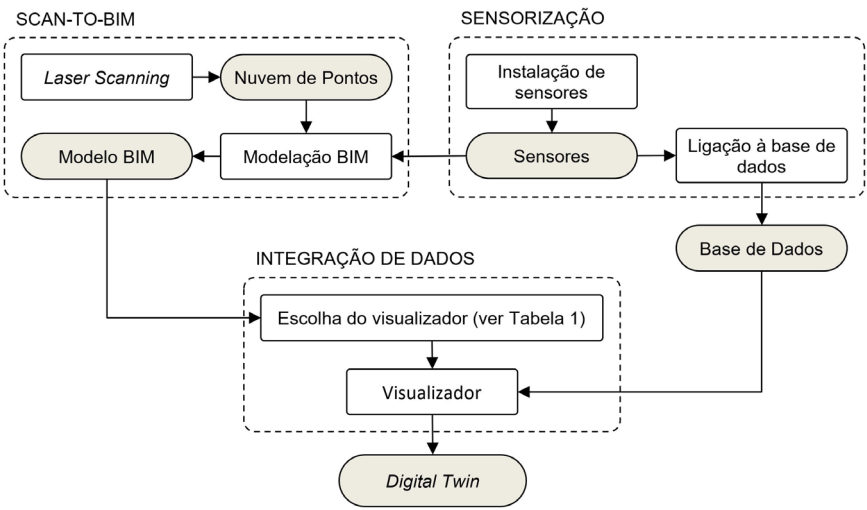 SCAN-TO-BIM
Laser Scanning
Nuvem de Pontos
Modelo BIM
Modelação BIM
SENSORIZAÇÃO
Instalação de
sensores
Sensores
Ligação à base de
dados
Base de Dados
INTEGRAÇÃO DE DADOS
Escolha do visualizador (ver Tabela 1)
Visualizador
Digital Twin